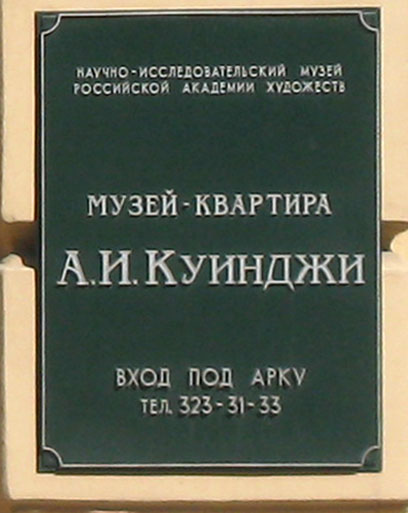 НАУЧНО-ИССЛЕДОВАТЕЛЬСКИЙ МУЗЕЙ
РОССИЙСКОЙ АКАДЕМИИ ХУДОЖЕСТВ
МУЗЕЙ-КВАРТИРА
А.И.КУИНДЖИ
ВХОД ПОД АРКУ
ТЕЛ. 323-31-33